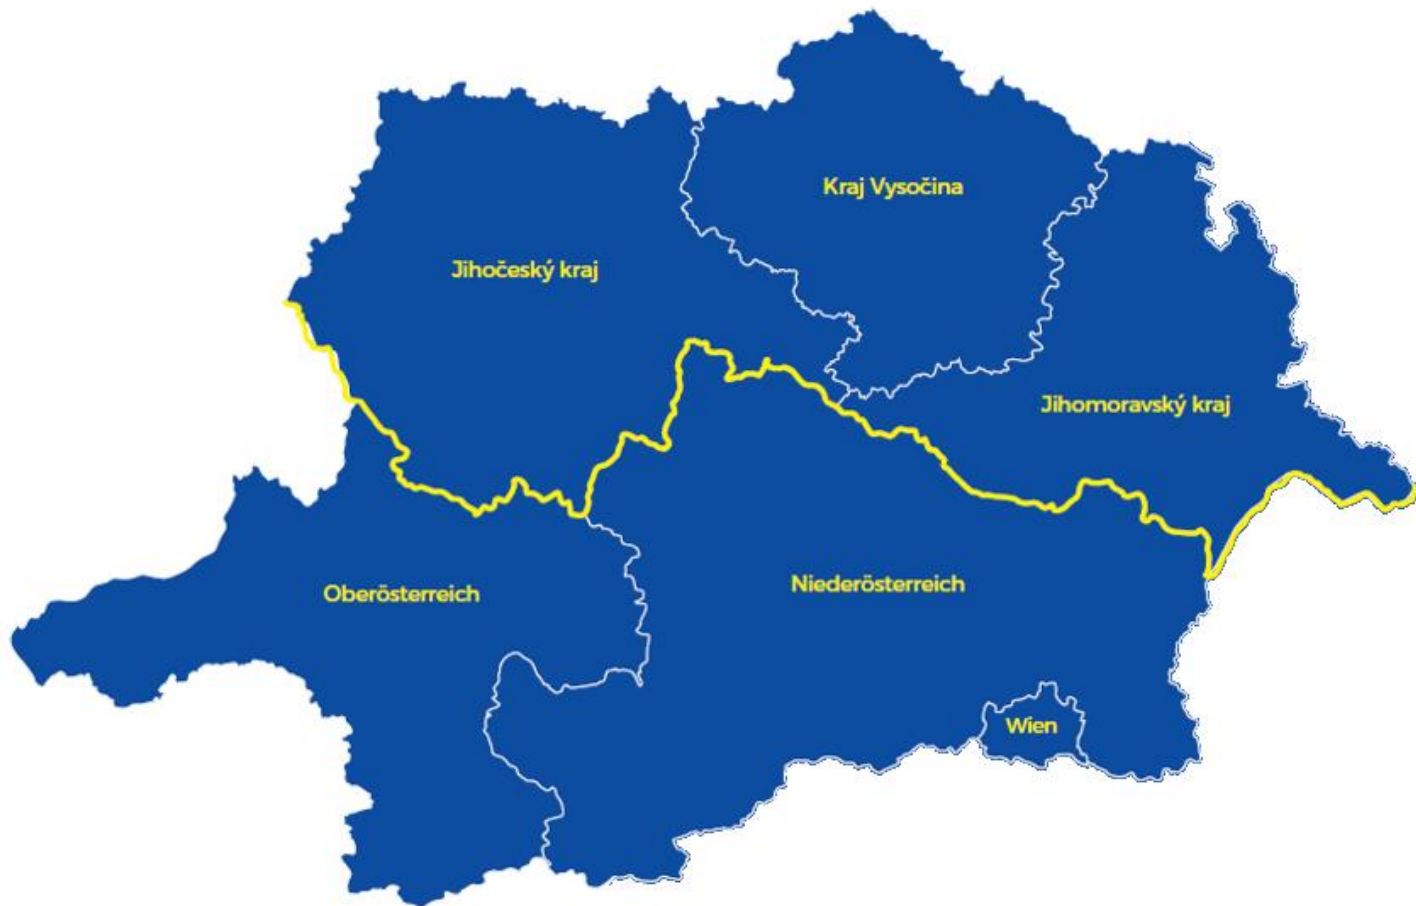 Kraj Vysočina
Jihočeský kraj
Jihomoravský kraj
Oberösterreich
Niederösterreich
Wien